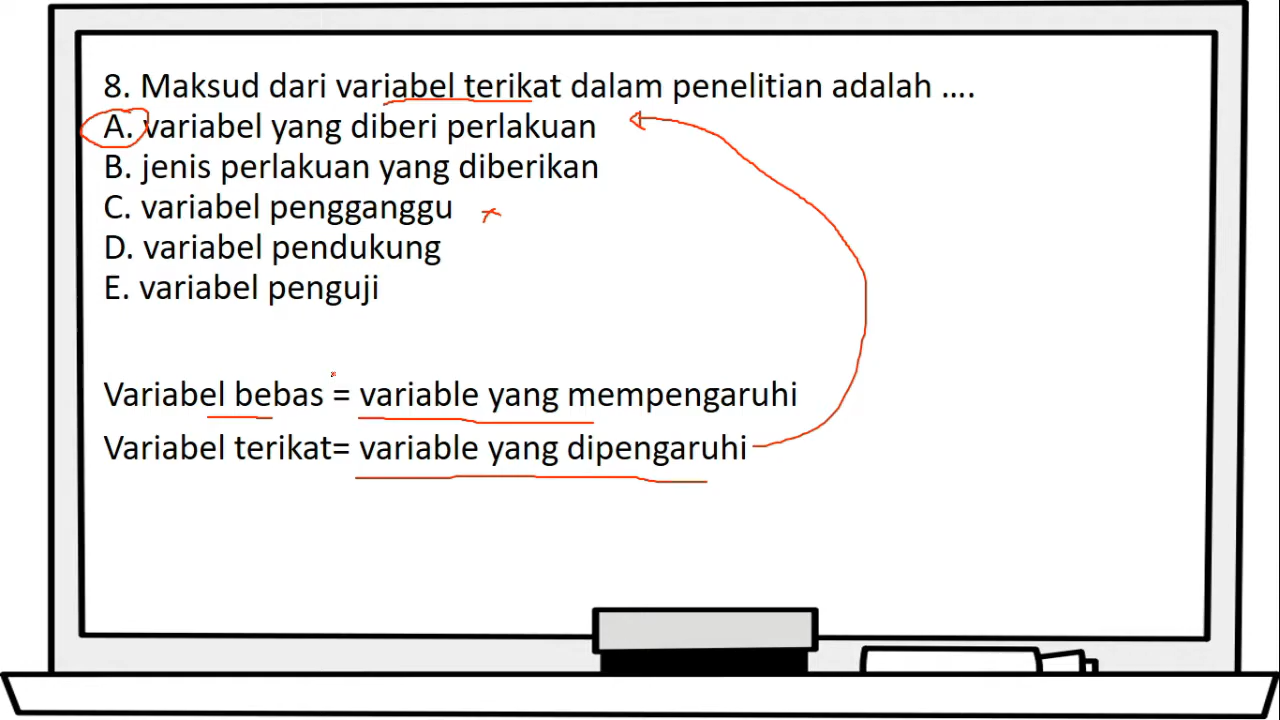 8. Maksud dari variabel terikat dalam penelitian adalah ....
A. variabel yang diberi perlakuan
B. jenis perlakuan yang diberikan
C. variabel pengganggu
D. variabel pendukung
E. variabel penguji
Variabel bebas = variable yang mempengaruhi
Variabel terikat= variable yang dipengaruhi